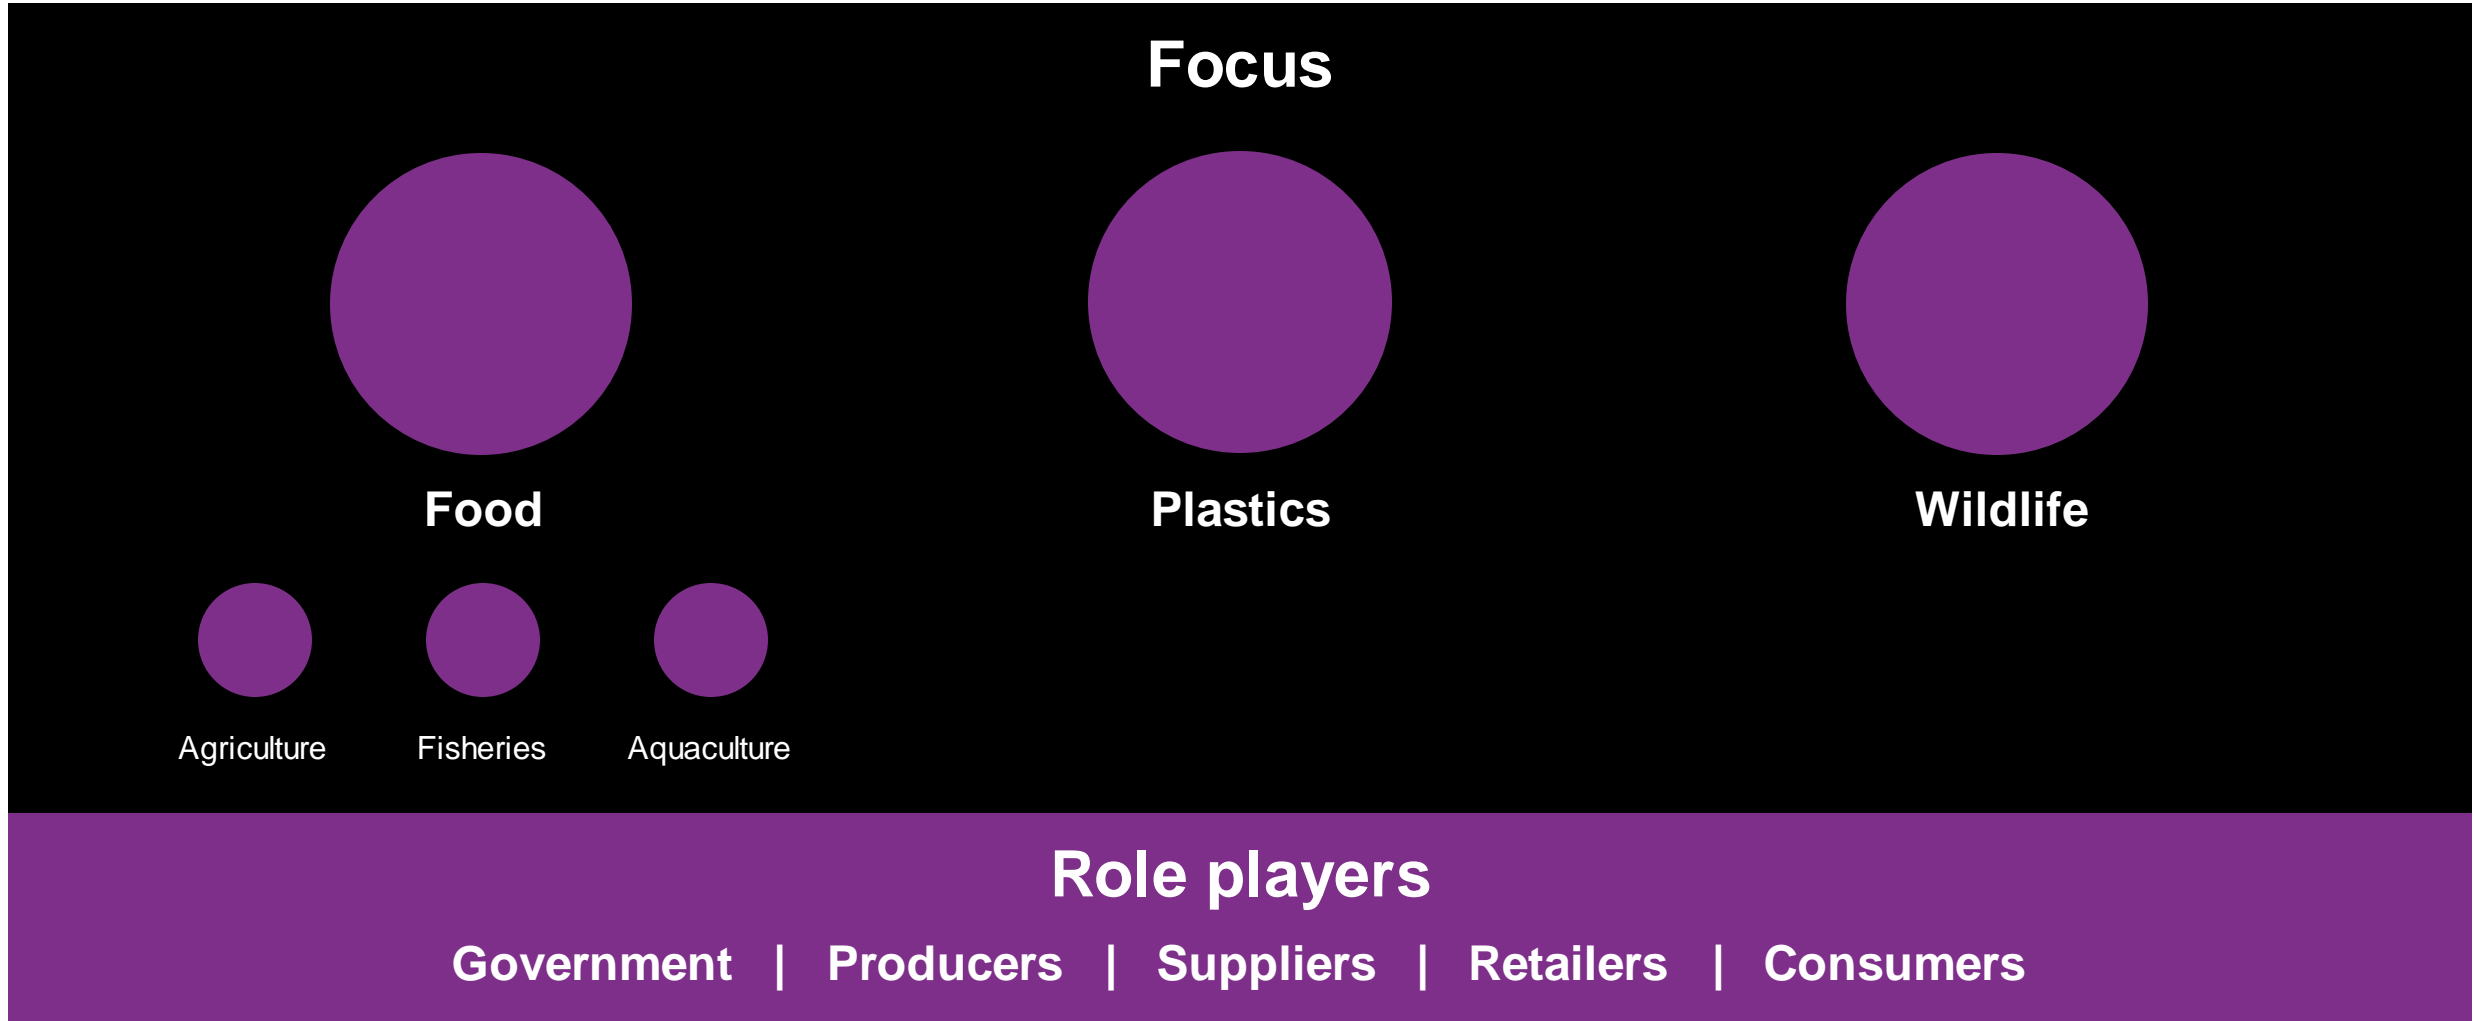 Focus
Food
Plastics
Wildlife
Agriculture
Fisheries
Aquaculture
Role players
Government | Producers | Suppliers | Retailers | Consumers